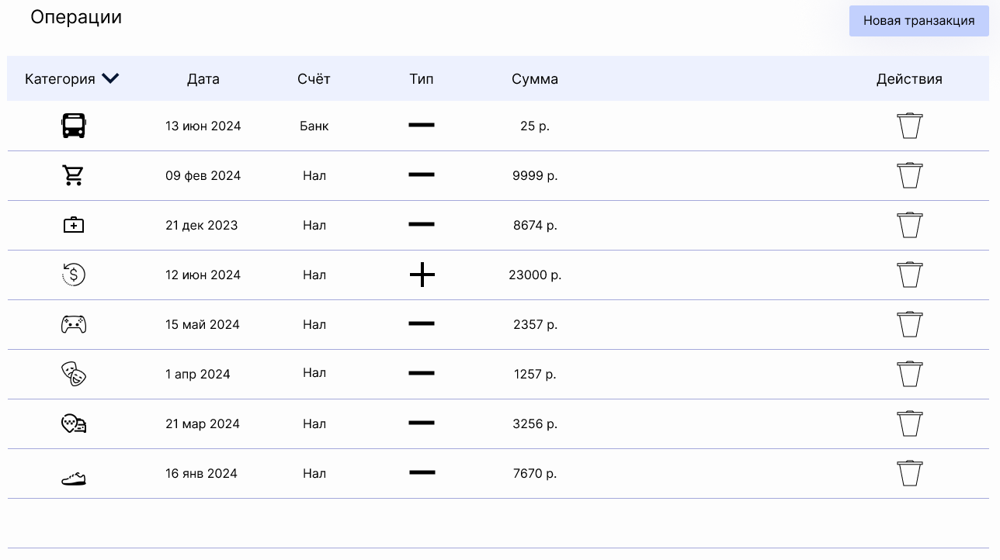 Операции
Новая транзакция
Категория Дата Счёт Тип Сумма Действия
13 июн 2024 Банк 25 р.
09 фев 2024 Нал 9999 р.
21 дек 2023 Нал 8674 р.
12 июн 2024 Нал 23000 р.
15 май 2024 Нал 2357 р.
1 апр 2024 Нал 1257 р.
21 мар 2024 Нал 3256 р.
16 янв 2024 Нал 7670 р.